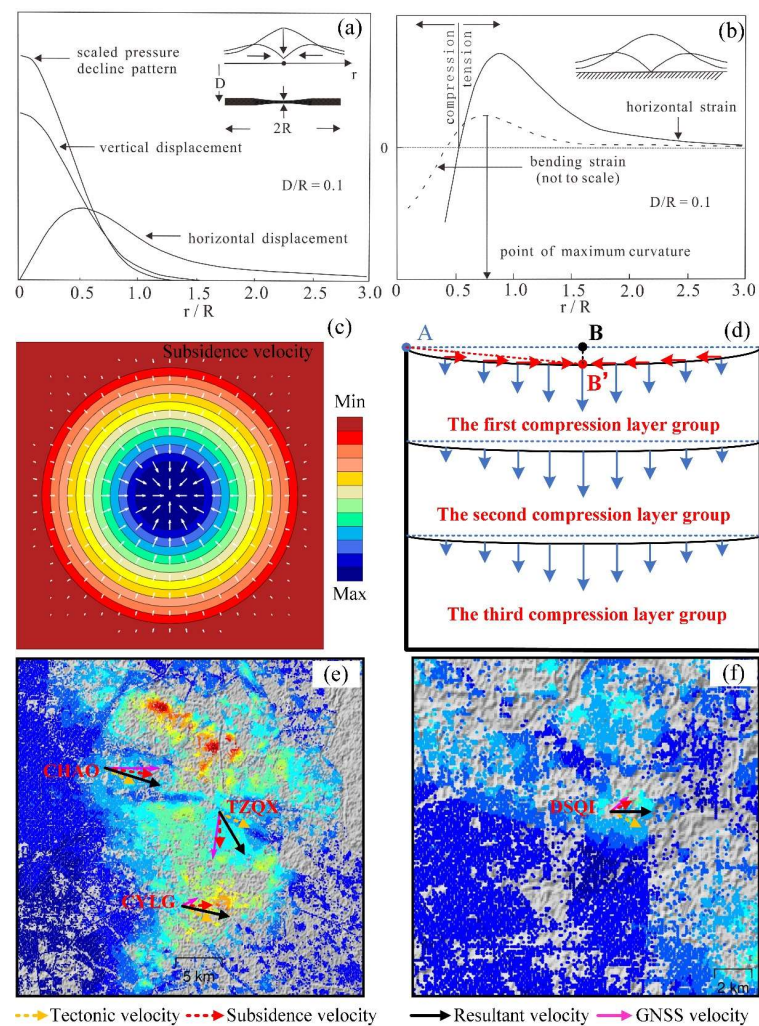 (a)
scaled pressure
decline pattern
D
r
2R
vertical displacement
D/R = 0.1
horizontal displacement
0 0.5 1.0 1.5 2.0 2.5 3.0
r / R
(b)
compression
tension
horizontal strain
0
bending strain
(not to scale)
D/R = 0.1
point of maximum curvature
0 0.5 1.0 1.5 2.0 2.5 3.0
r / R
(c)
Subsidence velocity
Min
Max
(d)
A
B
B’
The first compression layer group
The second compression layer group
The third compression layer group
(e)
CHAO
TZQX
CYLG
5 km
(f)
DSQI
2 km
Tectonic velocity
Subsidence velocity
Resultant velocity
GNSS velocity